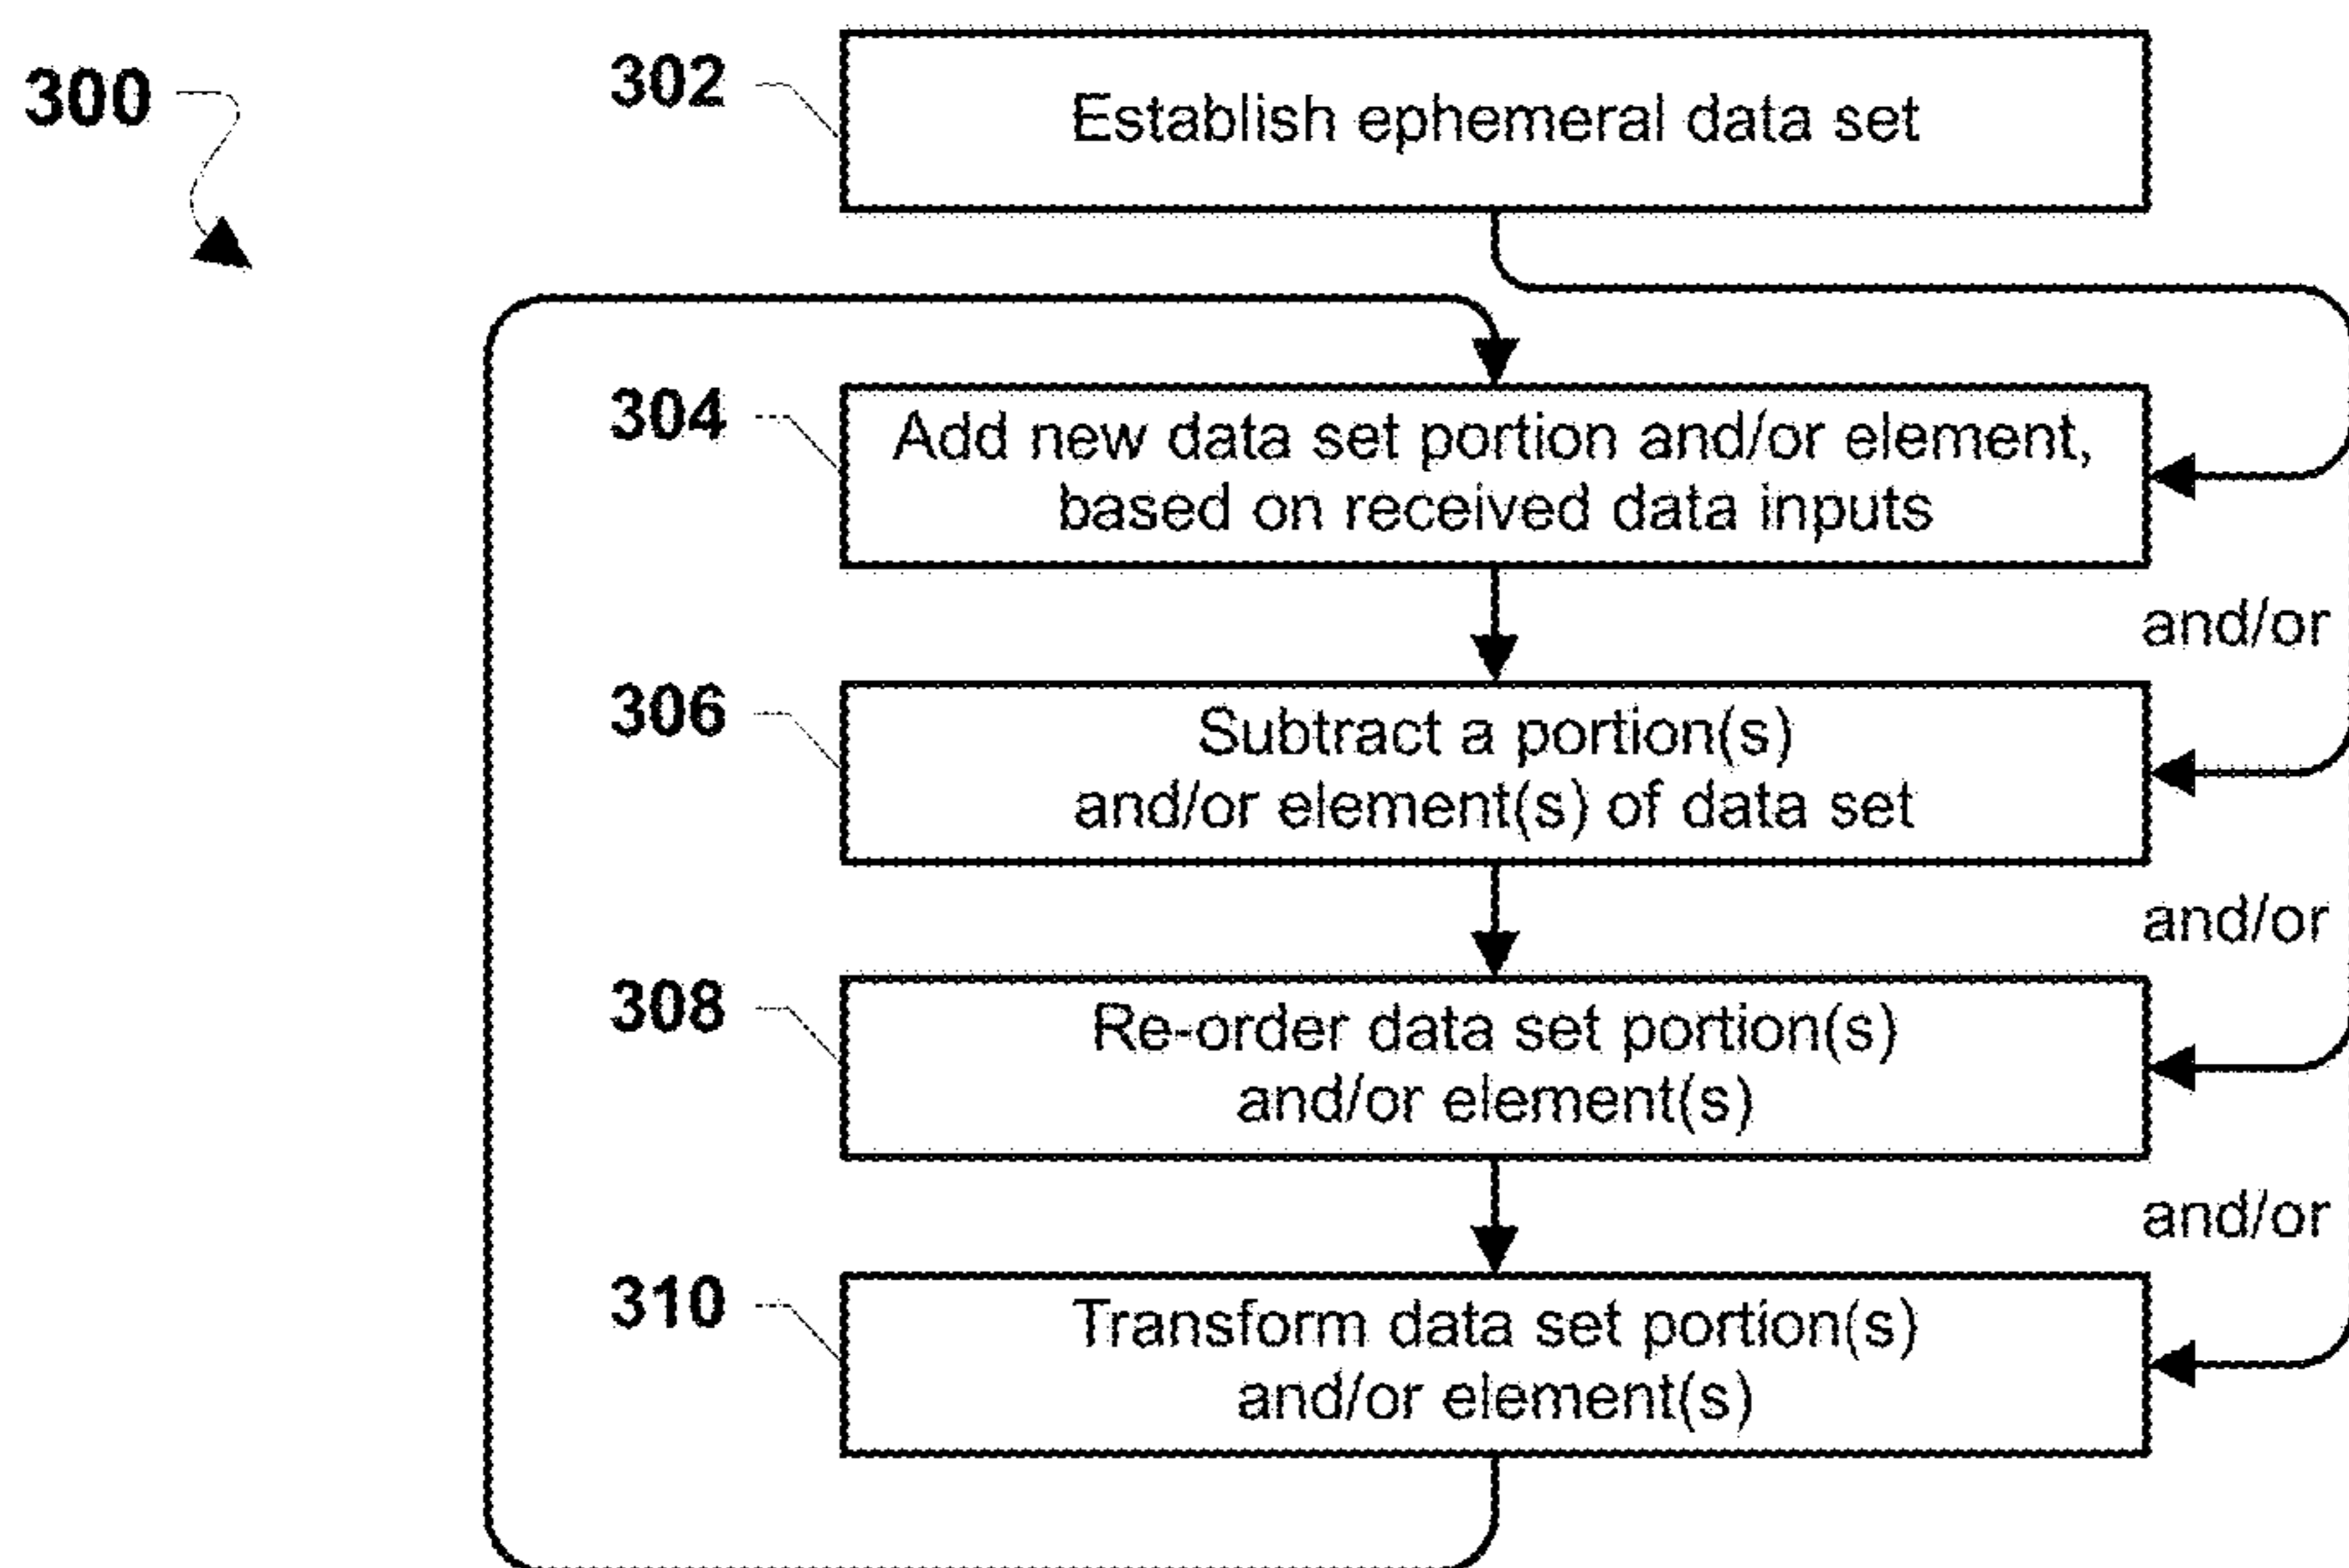 300
302
Establish ephemeral data set
304
Add new data set portion and/or element,
based on received data inputs
and/or
306
Subtract a portion(s)
and/or element(s) of data set
and/or
308
Re-order data set portion(s)
and/or element(s)
and/or
310
Transform data set portion(s)
and/or element(s)